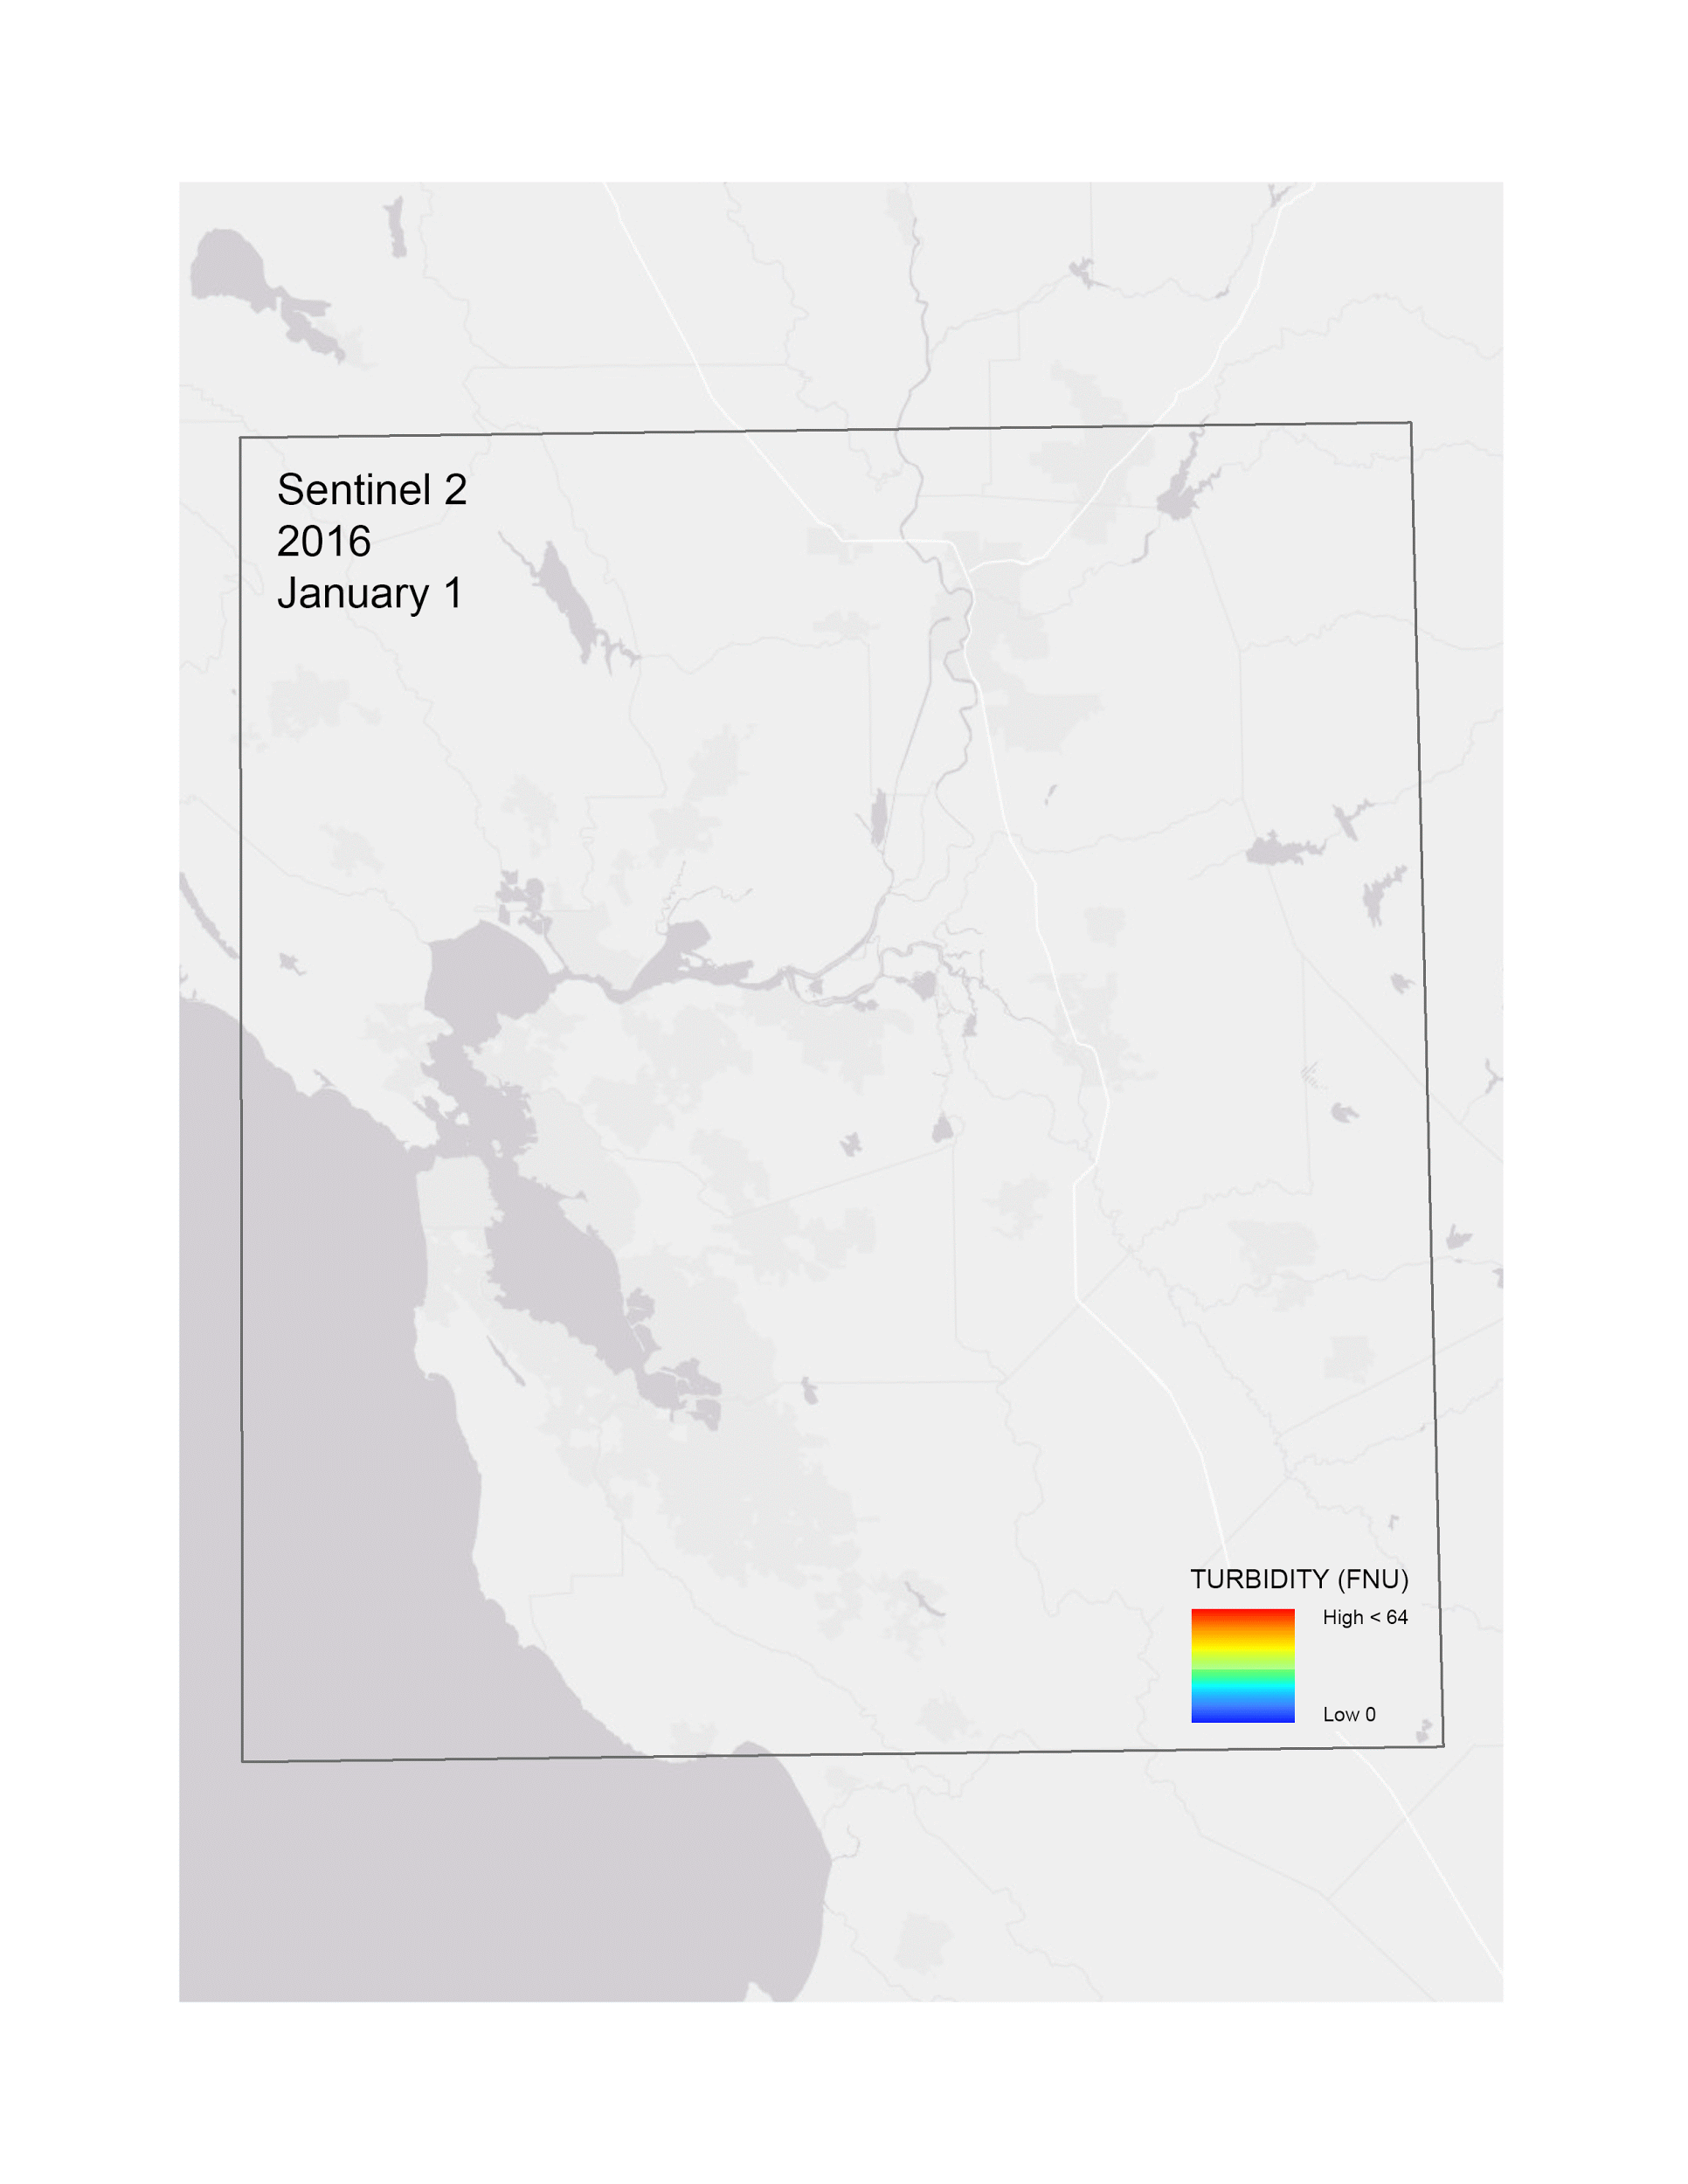 Sentinel 2
2016
January 1
TURBIDITY (FNU)
High < 64
Low 0